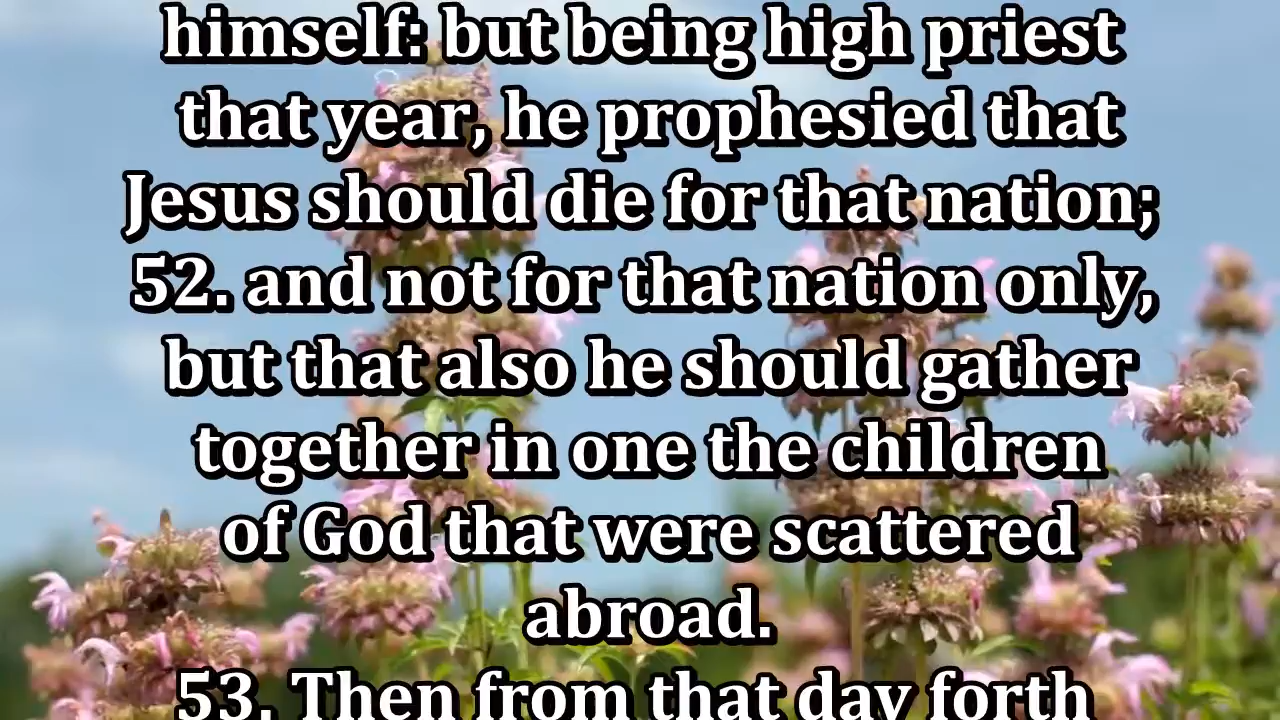 himself: but being high priest
that year, he prophesied that
Jesus should die for that nation;
52. and not for that nation only,
but that also he should gather
together in one the children
of God that were scattered
abroad.
53. Then from that day forth